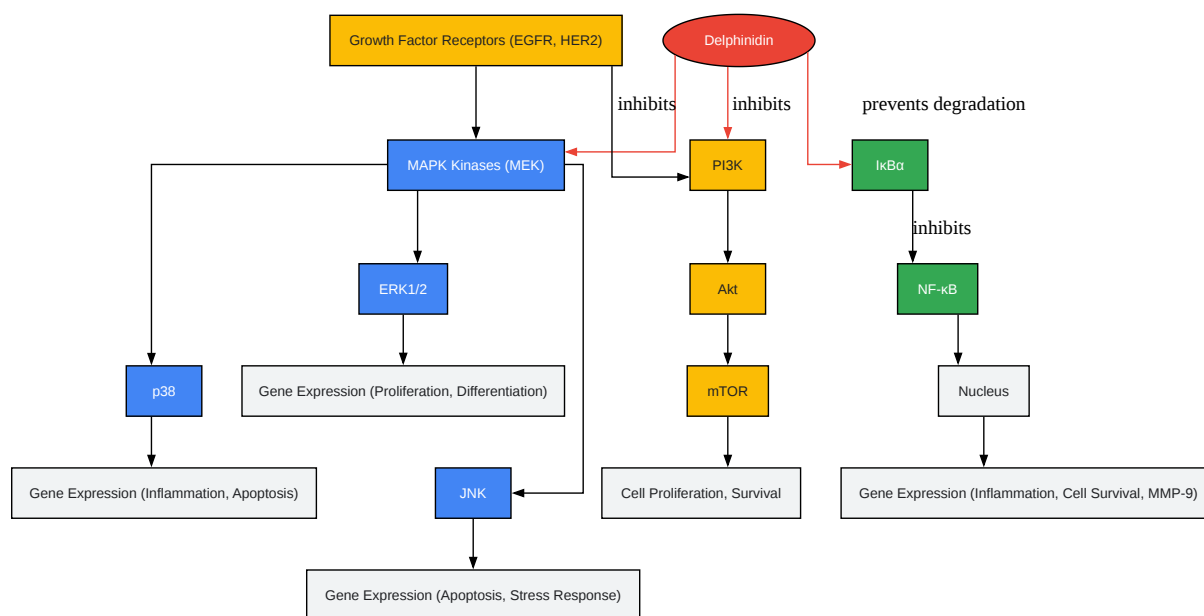 Growth Factor Receptors (EGFR, HER2)
Delphinidin
inhibits
inhibits
prevents degradation
MAPK Kinases (MEK)
PI3K
IκBα
inhibits
ERK1/2
Akt
NF-κB
p38
Gene Expression (Proliferation, Differentiation)
mTOR
Nucleus
Gene Expression (Inflammation, Apoptosis)
JNK
Cell Proliferation, Survival
Gene Expression (Inflammation, Cell Survival, MMP-9)
Gene Expression (Apoptosis, Stress Response)